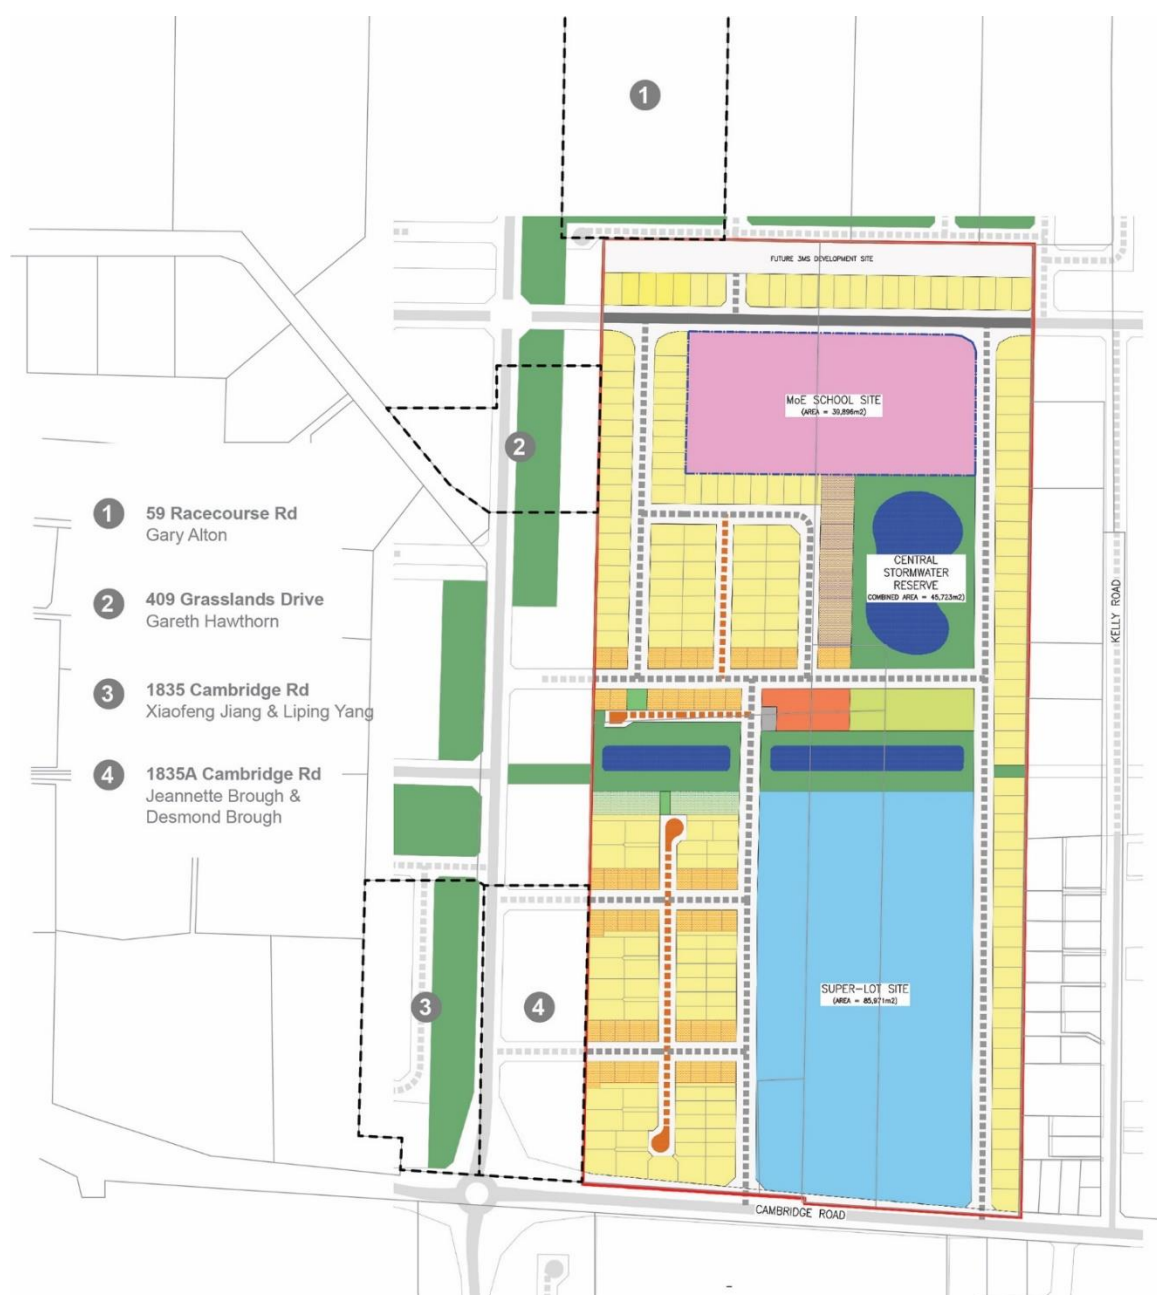 1
FUTURE 3MS DEVELOPMENT SITE
MoE SCHOOL SITE
(AREA = 39,896m2)
2
1 59 Racecourse Rd
Gary Alton
2 409 Grasslands Drive
Gareth Hawthorn
3 1835 Cambridge Rd
Xiaofeng Jiang & Liping Yang
4 1835A Cambridge Rd
Jeannette Brough &
Desmond Brough
CENTRAL
STORMWATER
RESERVE
COMBINED AREA = 45,723m2)
KELLY ROAD
SUPER-LOT SITE
(AREA = 85,971m2)
3
4
CAMBRIDGE ROAD